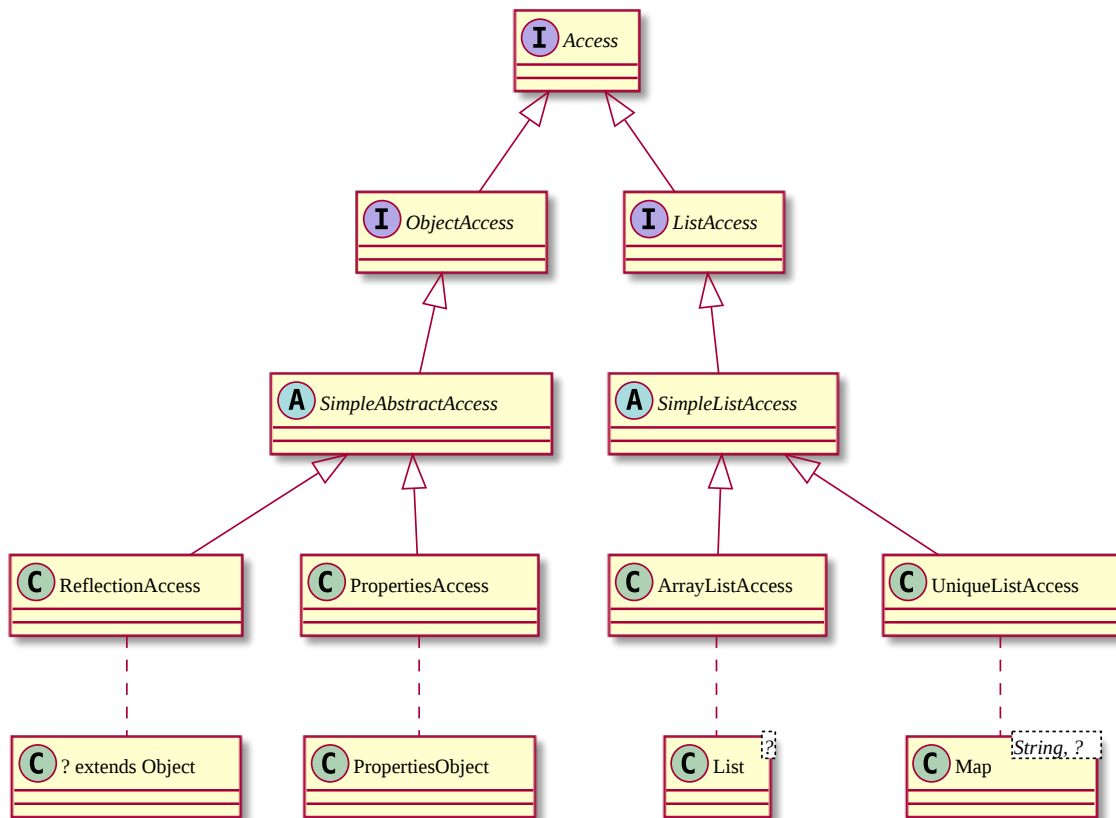 I Access
I ObjectAccess
I ListAccess
A SimpleAbstractAccess
A SimpleListAccess
C ReflectionAccess
C PropertiesAccess
C ArrayListAccess
C UniqueListAccess
C ? extends Object
C PropertiesObject
C List
?
C Map
String, ?